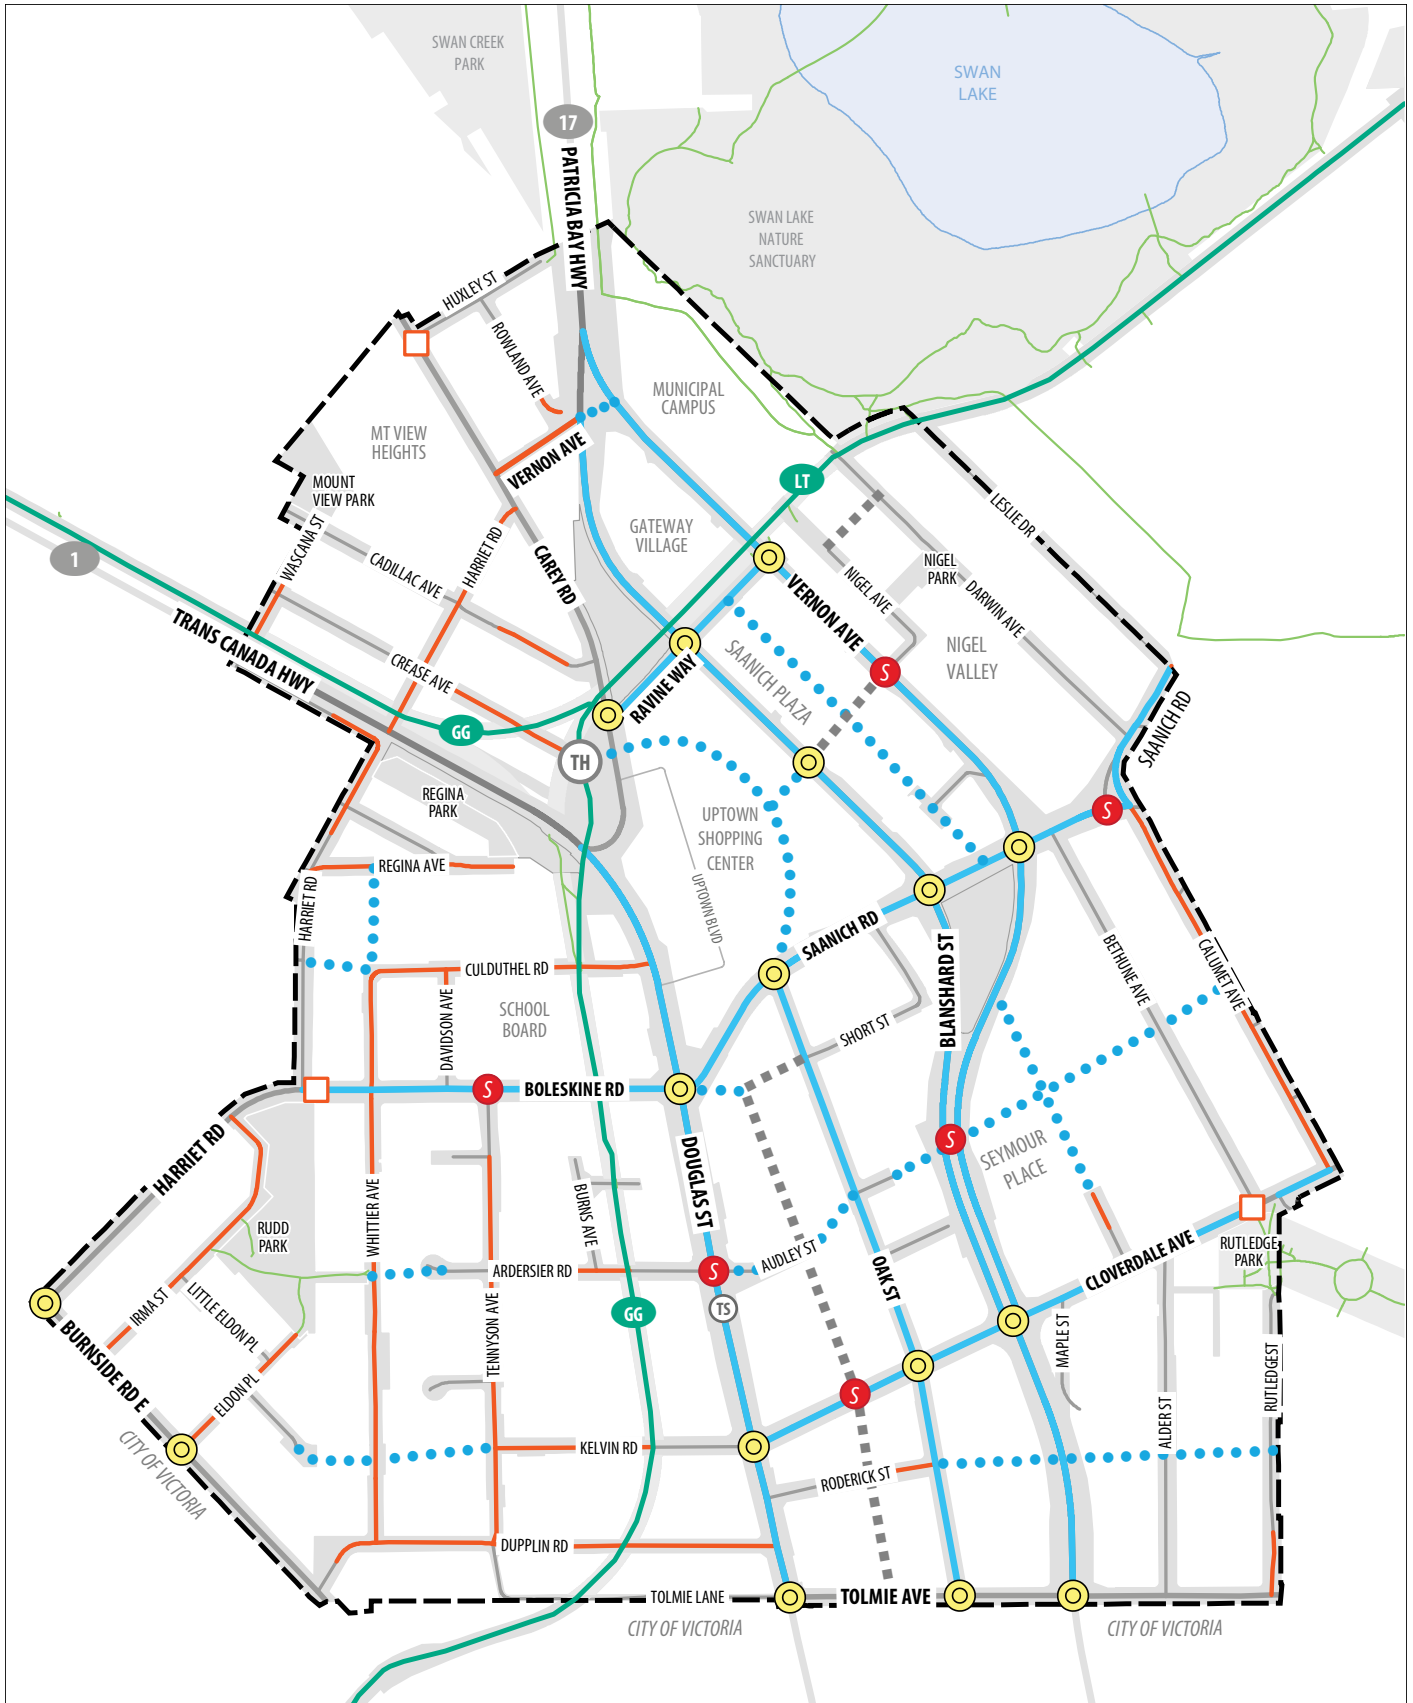 SWAN CREEK
PARK
SWAN
LAKE
17
PATRICIA BAY HWY
SWAN LAKE
NATURE
SANCTUARY
HUXLEY ST
ROWLAND AVE
MUNICIPAL
CAMPUS
MT VIEW
HEIGHTS
VERNON AVE
MOUNT
VIEW PARK
LT
LESLIE DR
WASCANA ST
CADILLAC AVE
HARRIET RD
CAREY RD
GATEWAY
VILLAGE
1
NIGEL
PARK
NIGEL AVE
DARWIN AVE
VERNON AVE
TRANS CANADA HWY
CREASE AVE
RAVINE WAY
SAANICH PLAZA
S
NIGEL
VALLEY
SAANICH RD
GG
TH
REGINA
PARK
UPTOWN
SHOPPING
CENTER
S
REGINA AVE
HARRIET RD
UPTOWN BLVD
SAANICH RD
BLANSHARD ST
BETHUNE AVE
CALUMET AVE
CULDUTHEL RD
DAVIDSON AVE
SCHOOL
BOARD
SHORT ST
S
BOLESKINE RD
HARRIET RD
S
SEYMOUR
PLACE
DOUGLAS ST
WHITTIER AVE
BURNS AVE
RUDD
PARK
AUDLEY ST
OAK ST
CLOVERDALE AVE
RUTLEDGE
PARK
ARDERSIER RD
S
TS
GG
IRMA ST
LITTLE ELDON PL
TENNYSON AVE
BURNSIDE RD E
ELDON PL
MAPLE ST
RUTLEDGEST
S
ALDER ST
CITY OF VICTORIA
KELVIN RD
RODERICK ST
DUPPLIN RD
TOLMIE LANE
TOLMIE AVE
CITY OF VICTORIA
CITY OF VICTORIA